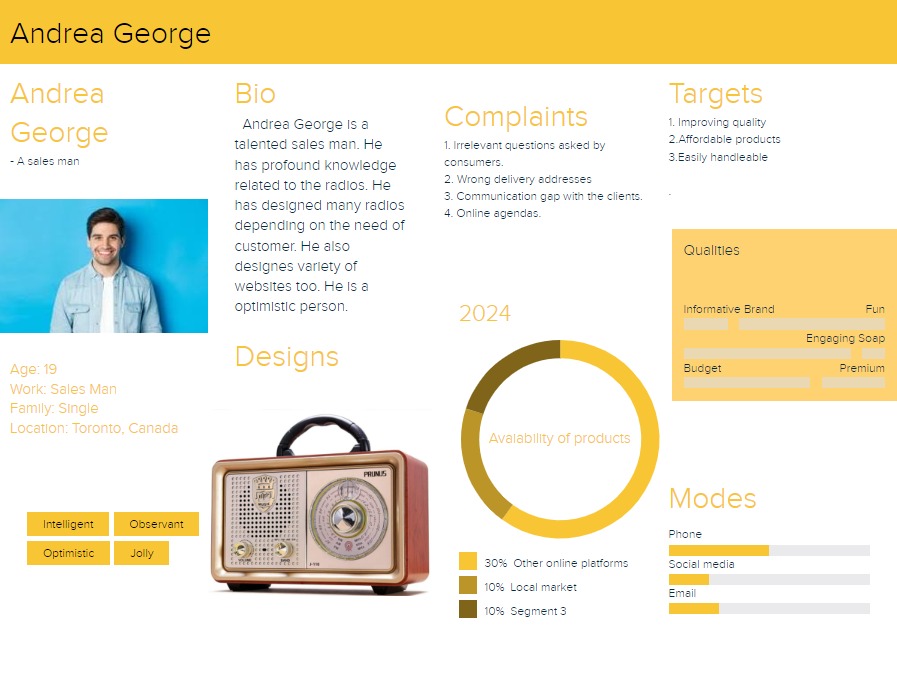 Andrea George
Andrea
George
- A sales man
Age: 19
Work: Sales Man
Family: Single
Location: Toronto, Canada
Intelligent
Observant
Optimistic
Jolly
Bio
Andrea George is a
talented sales man. He
has profound knowledge
related to the radios. He
has designed many radios
depending on the need of
customer. He also
designes variety of
websites too. He is a
optimistic person.
Designs
PRUNUS
Complaints
1. Irrelevant questions asked by
consumers.
2. Wrong delivery addresses
3. Communication gap with the clients.
4. Online agendas.
2024
Avalability of products
30% Other online platforms
10% Local market
10% Segment 3
Targets
1. Improving quality
2.Affordable products
3.Easily handleable
.
Qualities
Informative Brand Fun
Engaging Soap
Budget Premium
Modes
Phone
Social media
Email